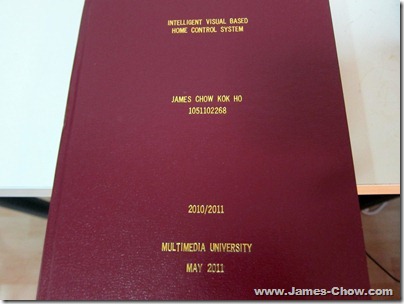 INTELLIGENT VISUAL BASED
HOME CONTROL SYSTEM
JAMES CHOW KOK HO
1051102268
2010/2011
MULTIMEDIA UNIVERSITY
MAY 2011
www.James-Chow.com